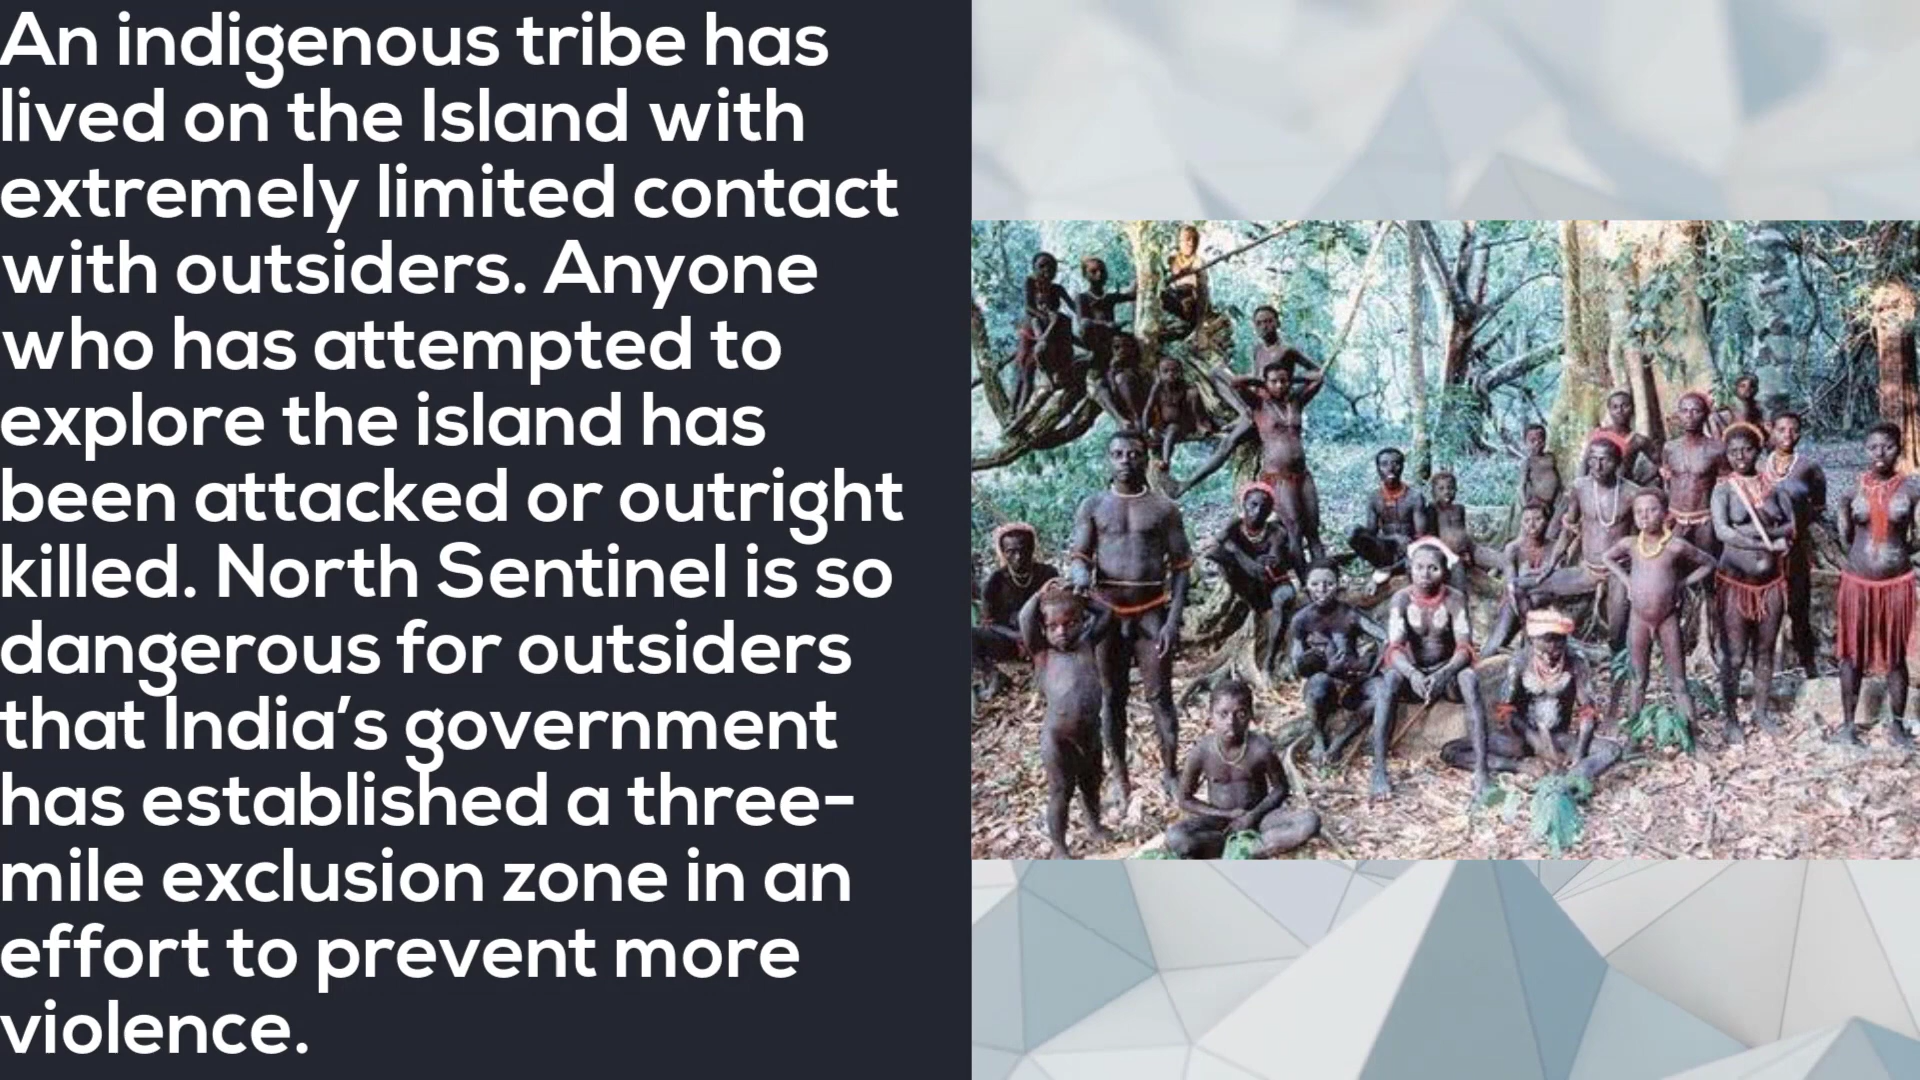 An indigenous tribe has
lived on the Island with
extremely limited contact
with outsiders. Anyone
who has attempted to
explore the island has
been attacked or outright
killed. North Sentinel is so
dangerous for outsiders
that India’s government
has established a three-
mile exclusion zone in an
effort to prevent more
violence.